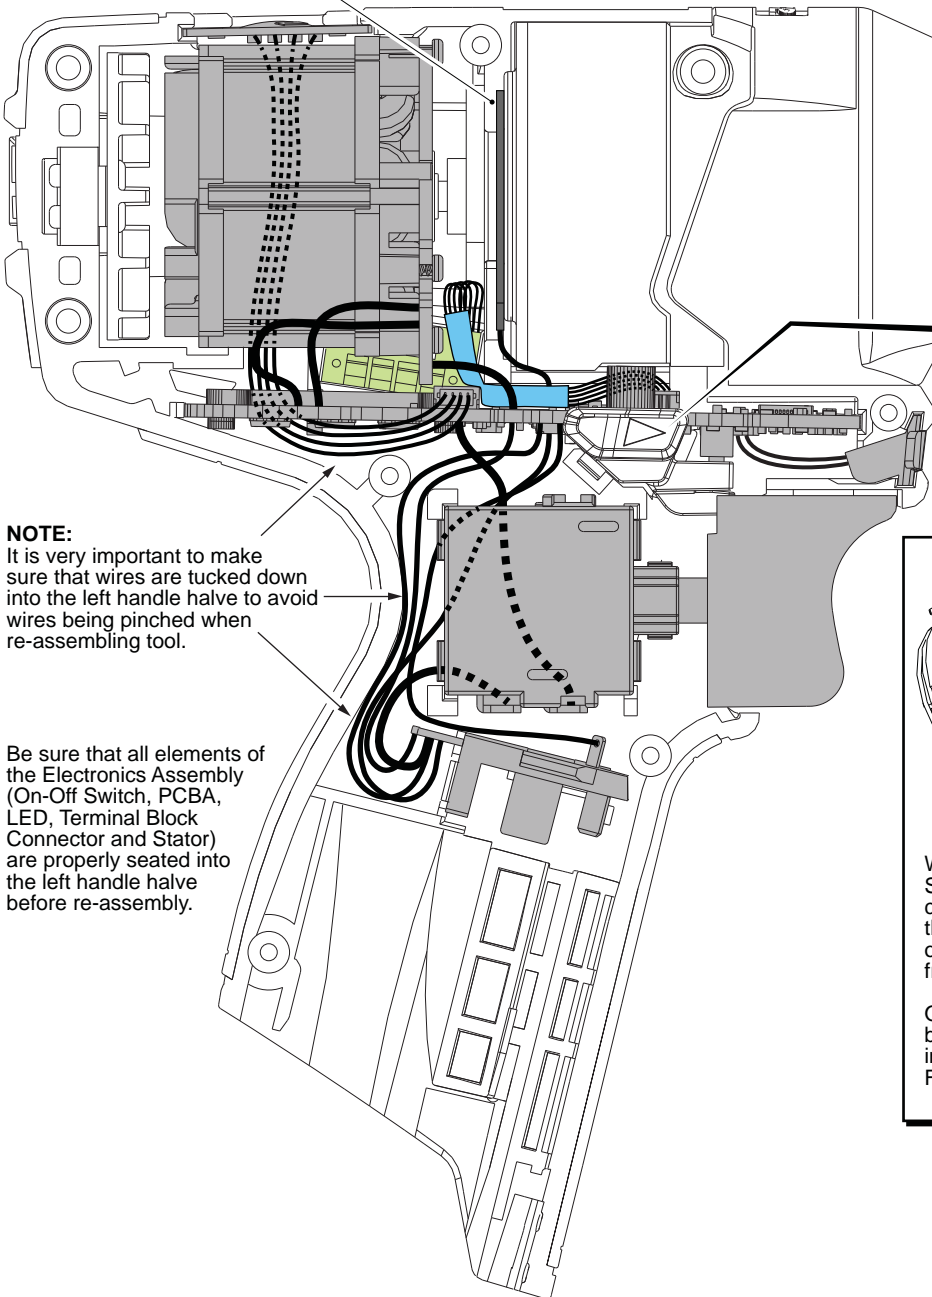 NOTE:
It is very important to make
sure that wires are tucked down
into the left handle halve to avoid
wires being pinched when
re-assembling tool.
Be sure that all elements of
the Electronics Assembly
(On-Off Switch, PCBA,
LED, Terminal Block
Connector and Stator)
are properly seated into
the left handle halve
before re-assembly.